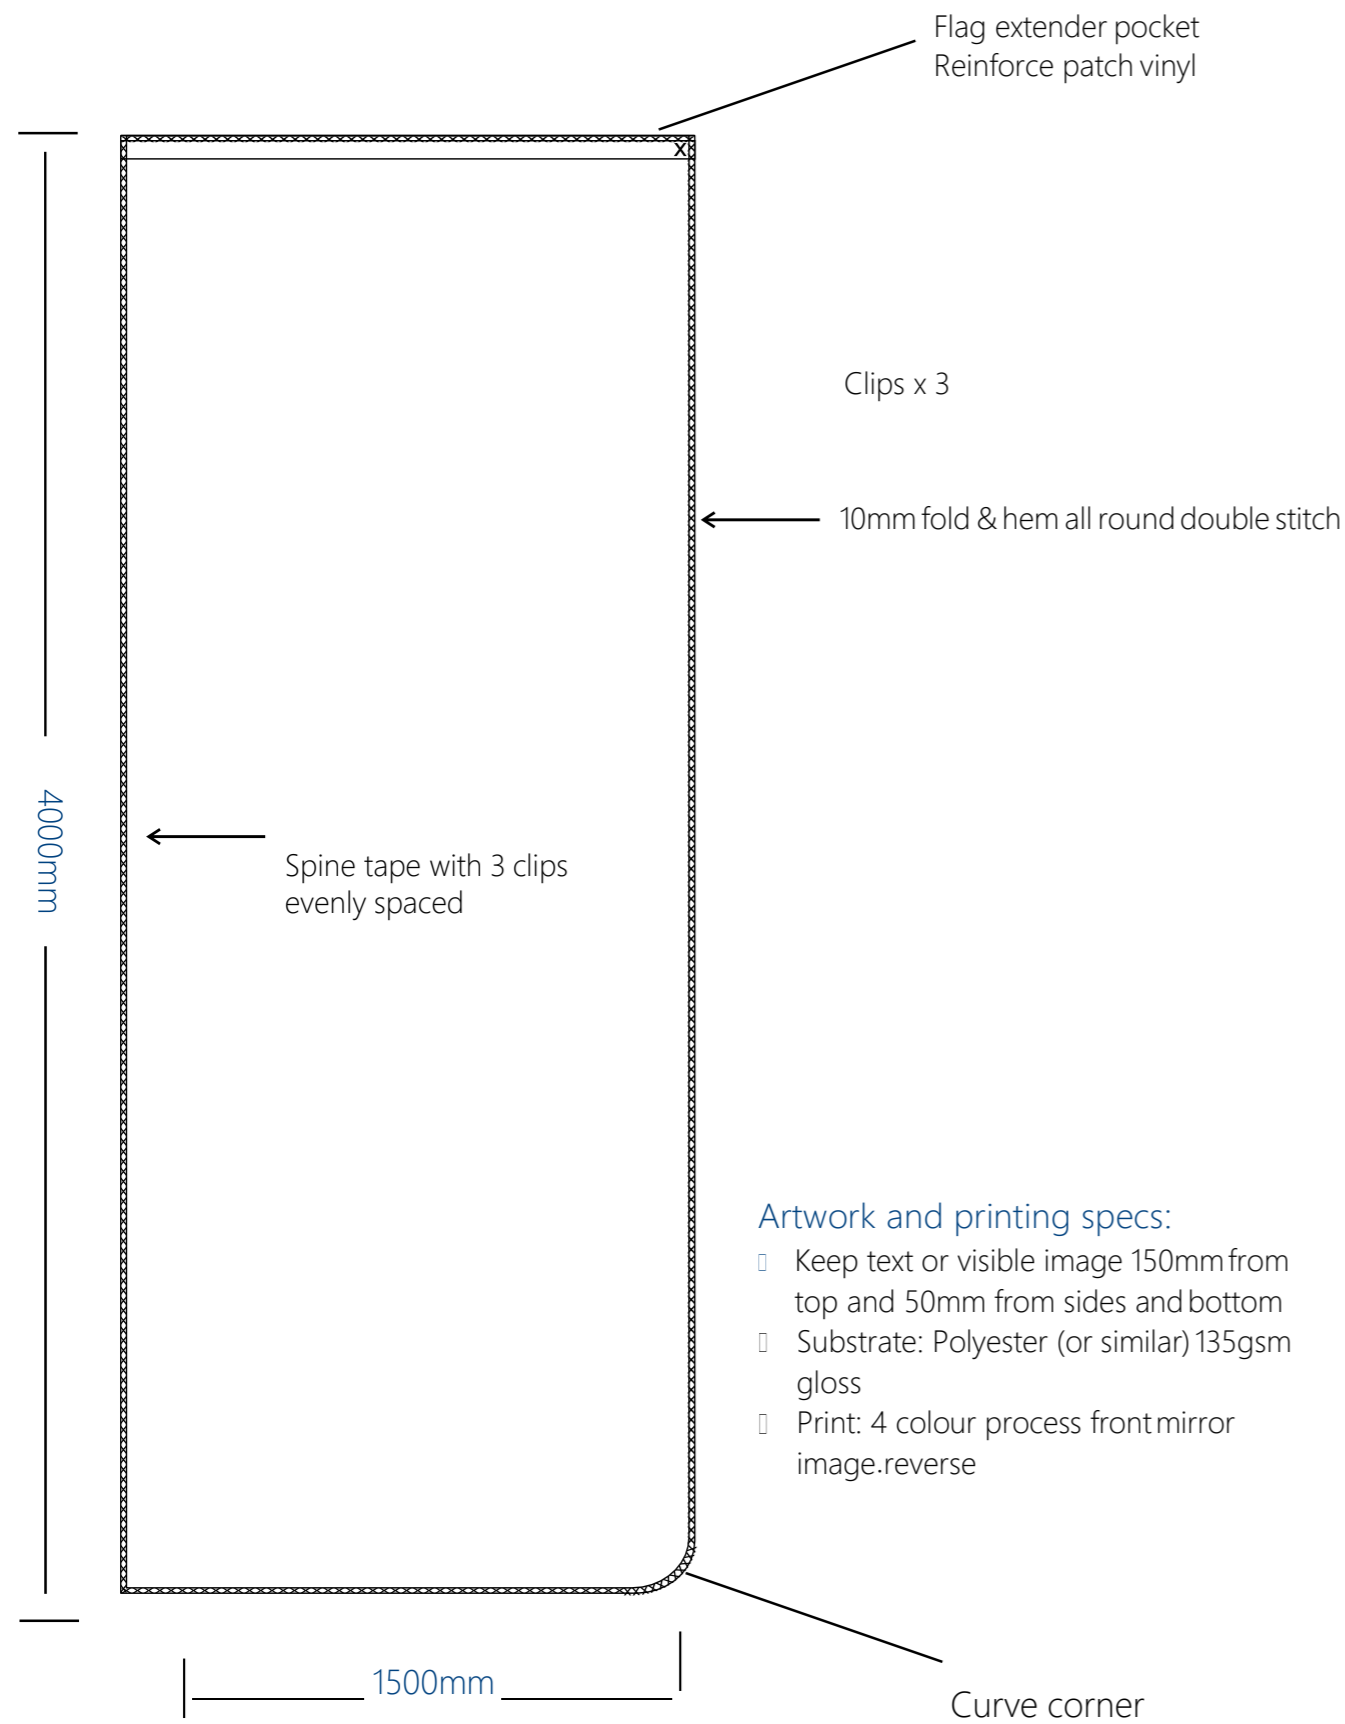 Flag extender pocket
Reinforce patch vinyl
X
Clips x 3
10mm fold & hem all round double stitch
4000mm
Spine tape with 3 clips
evenly spaced
Artwork and printing specs:
Keep text or visible image 150mm from
top and 50mm from sides and bottom
Substrate: Polyester (or similar) 135gsm
gloss
Print: 4 colour process front mirror
image.reverse
1500mm
Curve corner